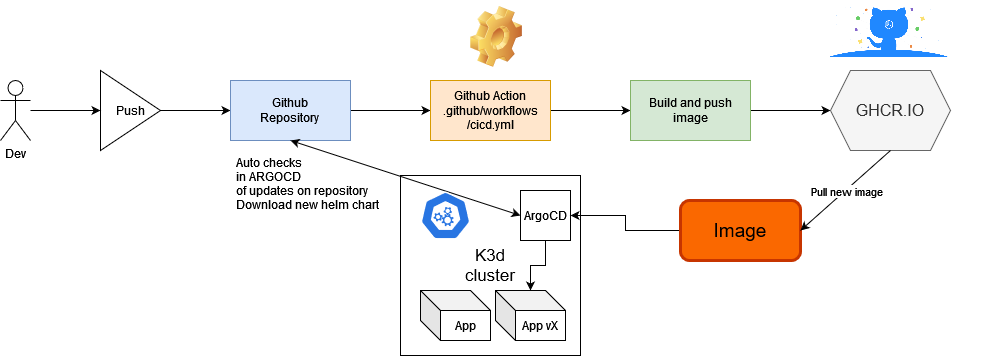 Dev
Push
Github
Repository
Github Action
.github/workflows
/cicd.yml
Build and push
image
GHCR.IO
Auto checks
in ARGOCD
of updates on repository
Download new helm chart
Pull new image
Image
ArgoCD
K3d
cluster
App
App vX